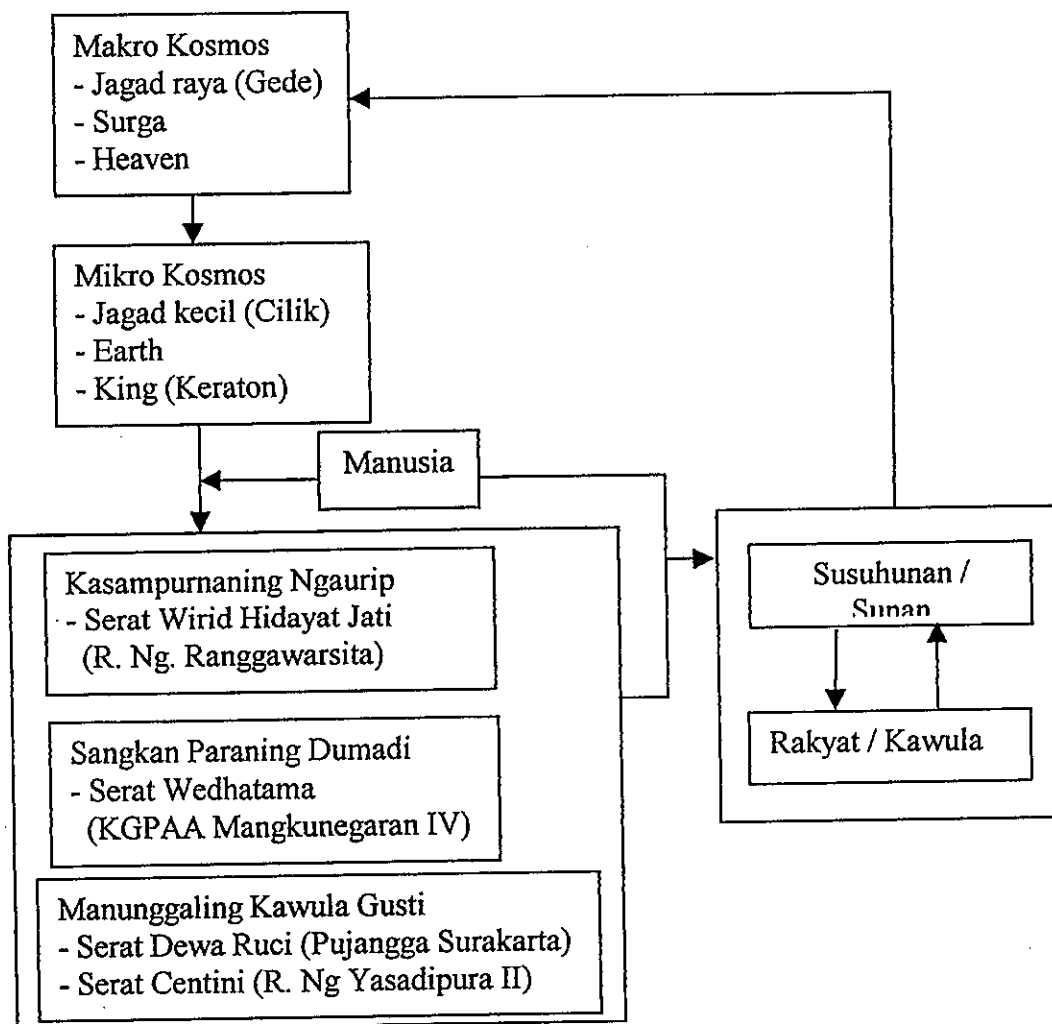 Makro Kosmos
- Jagad raya (Gede)
- Surga
- Heaven
Mikro Kosmos
- Jagad kecil (Cilik)
- Earth
- King (Keraton)
Manusia
Kasampurnaning Ngaurip
- Serat Wirid Hidayat Jati
(R. Ng. Ranggawarsita)
Sangkan Paraning Dumadi
- Serat Wedhatama
(KGPAA Mangkunegaran IV)
Manunggaling Kawula Gusti
- Serat Dewa Ruci (Pujangga Surakarta)
- Serat Centini (R. Ng Yasadipura II)
Susuhunan /
Sunan
Rakyat / Kawula